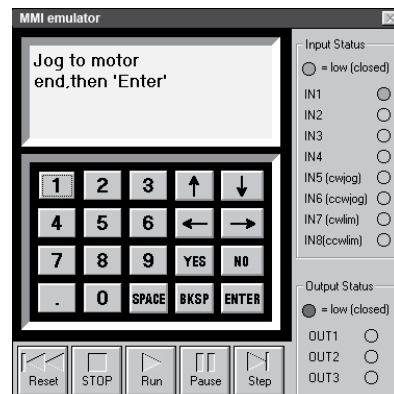 MMI emulator
Jog to motor
end,then 'Enter'
1 2 3 ↑ ↓
4 5 6 ← →
7 8 9 YES NO
. 0 SPACE BKSP ENTER
Reset STOP Run Pause Step
Input Status
= low (closed)
IN1
IN2
IN3
IN4
IN5 (cwjog)
IN6 (ccwjog)
IN7 (cwlim)
IN8(ccwlim)
Output Status
= low (closed)
OUT1
OUT2
OUT3